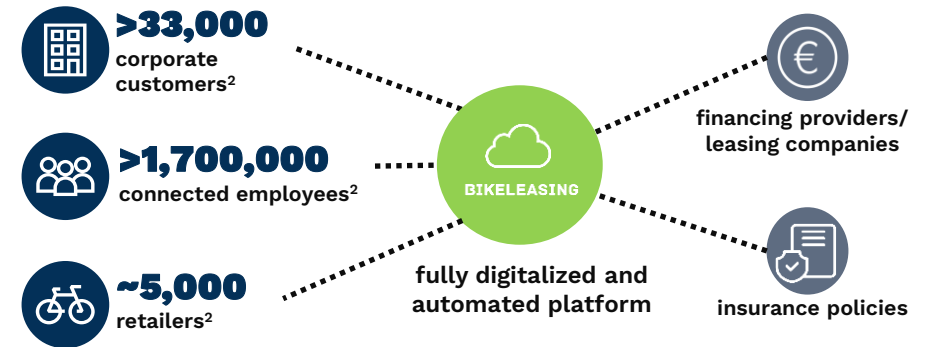 >33,000
corporate
customers²
>1,700,000
connected employees²
~5,000
retailers²
BIKELEASING
fully digitalized and
automated platform
€
financing providers/
leasing companies
insurance policies